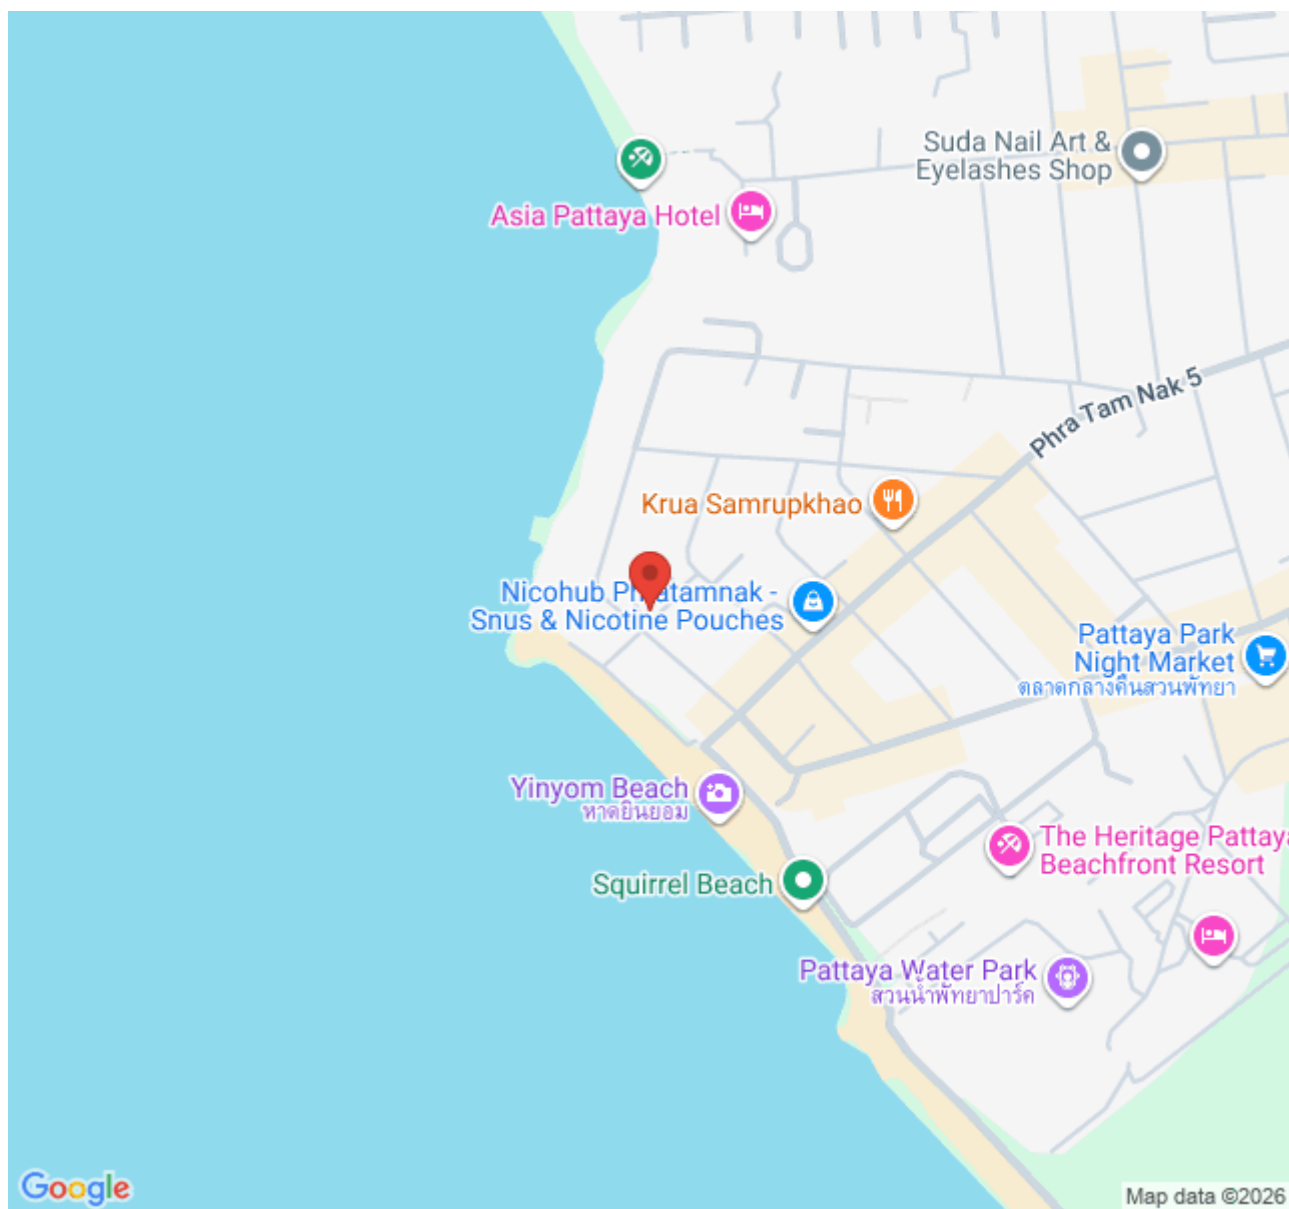 Suda Nail Art &
Eyelashes Shop
Asia Pattaya Hotel
Phra Tam Nak 5
Krua Samrupkhao
Nicohub Phratamnak -
Snus & Nicotine Pouches
Pattaya Park
Night Market
ตลาดกลางคืนสวนพัทยา
Yinyom Beach
หาดยินยอม
The Heritage Pattaya
Beachfront Resort
Squirrel Beach
Pattaya Water Park
สวนน้ำพัทยาปาร์ค
Google
Map data ©2026